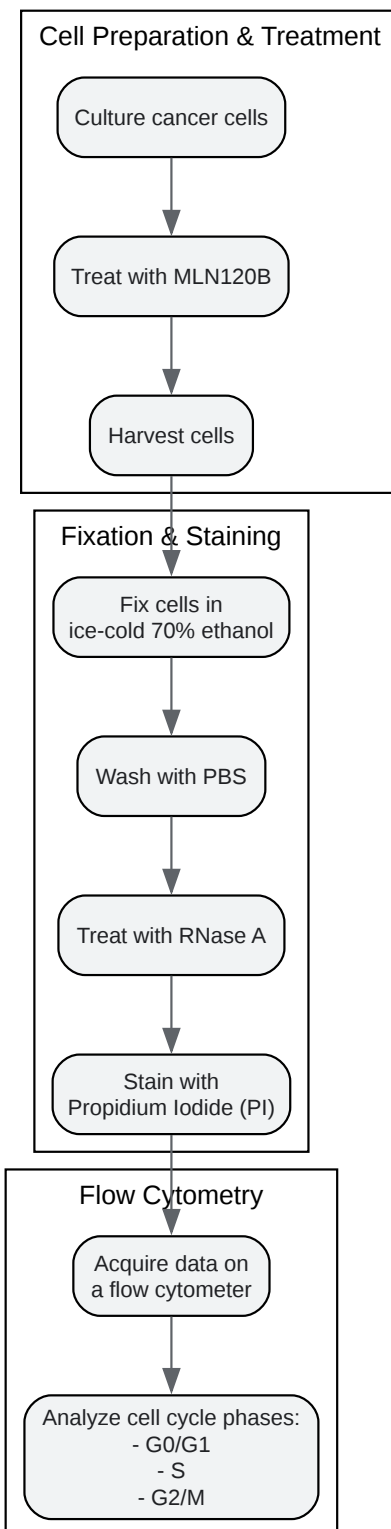 Cell Preparation & Treatment
Culture cancer cells
Treat with MLN120B
Harvest cells
Fixation & Staining
Fix cells in
ice-cold 70% ethanol
Wash with PBS
Treat with RNase A
Stain with
Propidium Iodide (PI)
Flow Cytometry
Acquire data on
a flow cytometer
Analyze cell cycle phases:
- G0/G1
- S
- G2/M